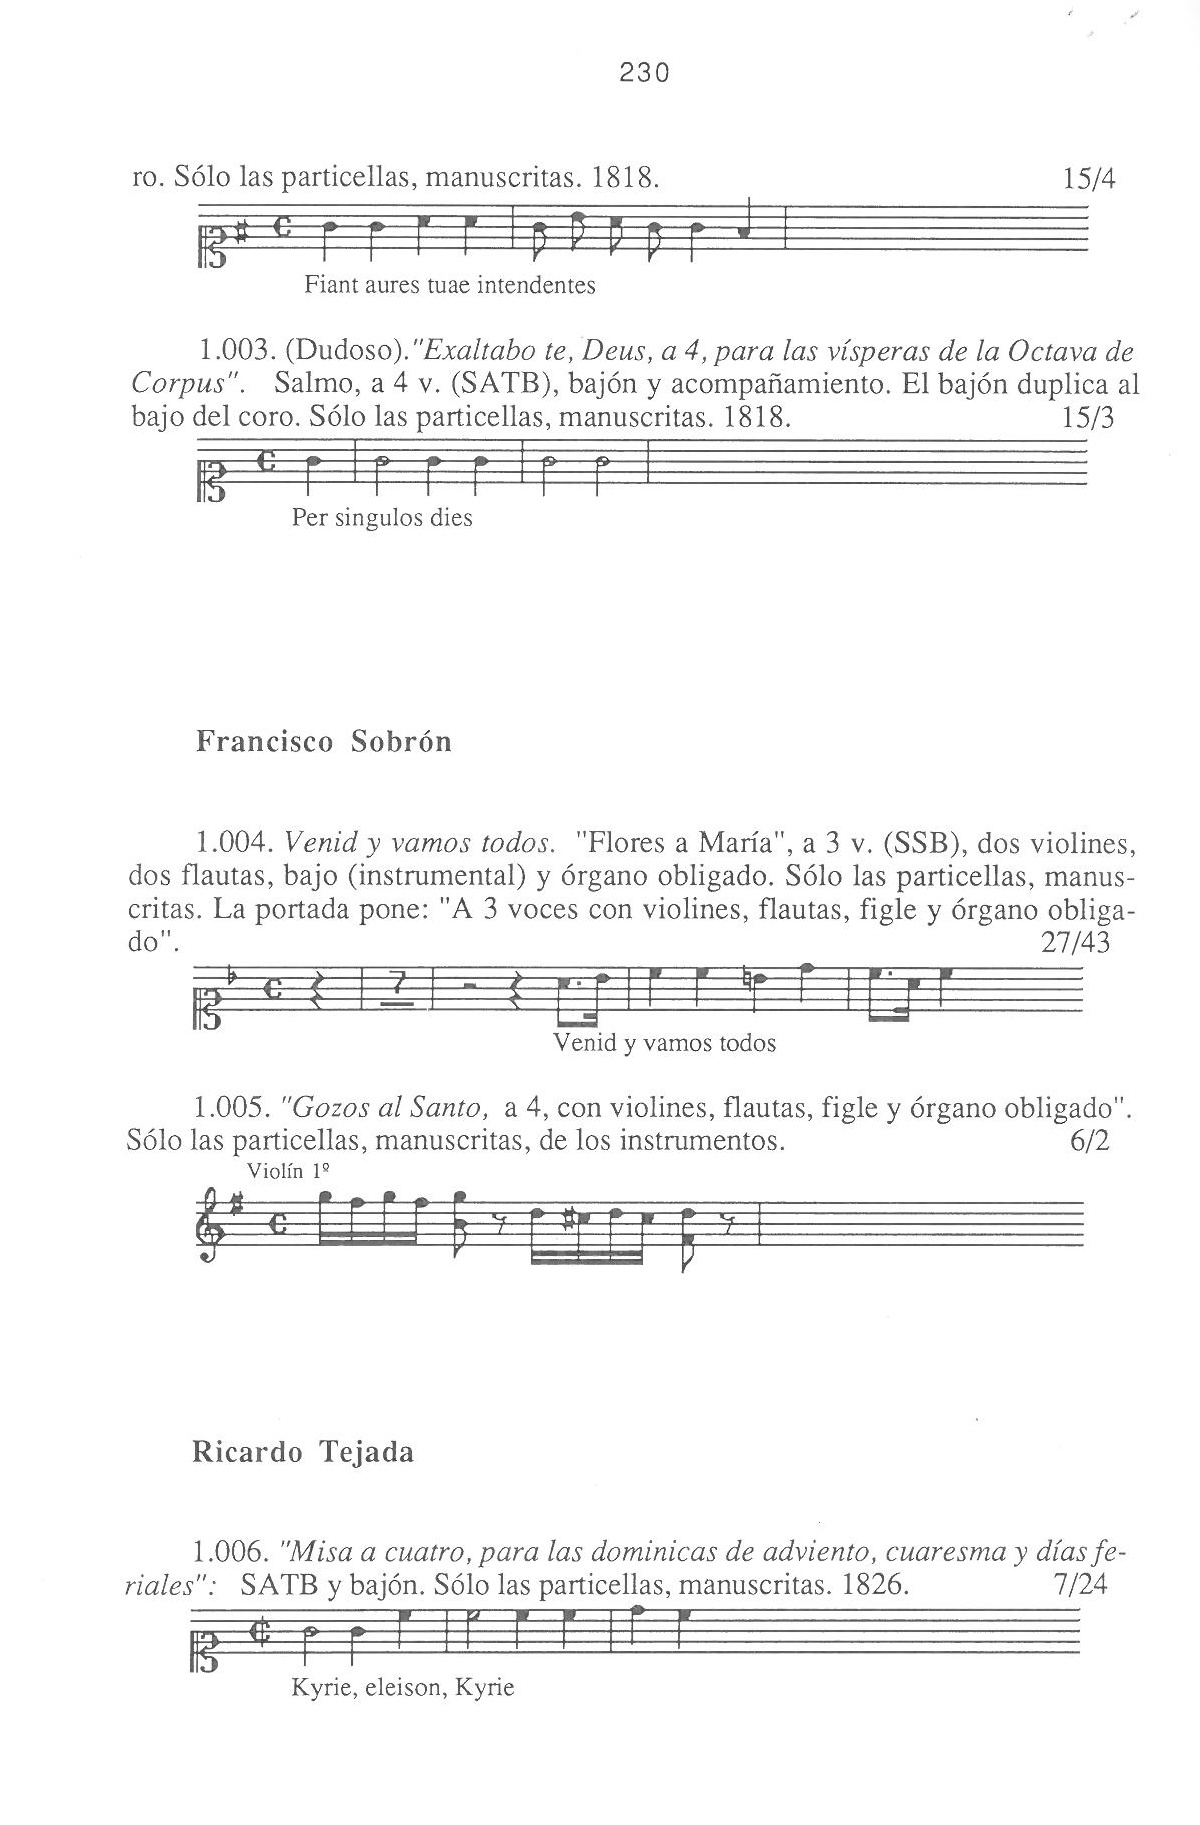 230
ro. Sólo las particellas, manuscritas. 1818. 15/4
Fiant aures tuae intendentes
1.003. (Dudoso)."Exaltabo te, Deus, a 4, para las vísperas de la Octava de
Corpus". Salmo, a 4 v. (SATB), bajón y acompañamiento. El bajón duplica al
bajo del coro. Sólo las particellas, manuscritas. 1818. 15/3
Per singulos dies
Francisco Sobrón
1.004. Venid y vamos todos. "Flores a María", a 3 v. (SSB), dos violines,
dos flautas, bajo (instrumental) y órgano obligado. Sólo las particellas, manus-
critas. La portada pone: "A 3 voces con violines, flautas, figle y órgano obliga-
do". 27/43
7
Venid y vamos todos
1.005. "Gozos al Santo, a 4, con violines, flautas, figle y órgano obligado".
Sólo las particellas, manuscritas, de los instrumentos. 6/2
Violín 1º
Ricardo Tejada
1.006. "Misa a cuatro, para las dominicas de adviento, cuaresma y días fe-
riales": SATB y bajón. Sólo las particellas, manuscritas. 1826. 7/24
Kyrie, eleison, Kyrie